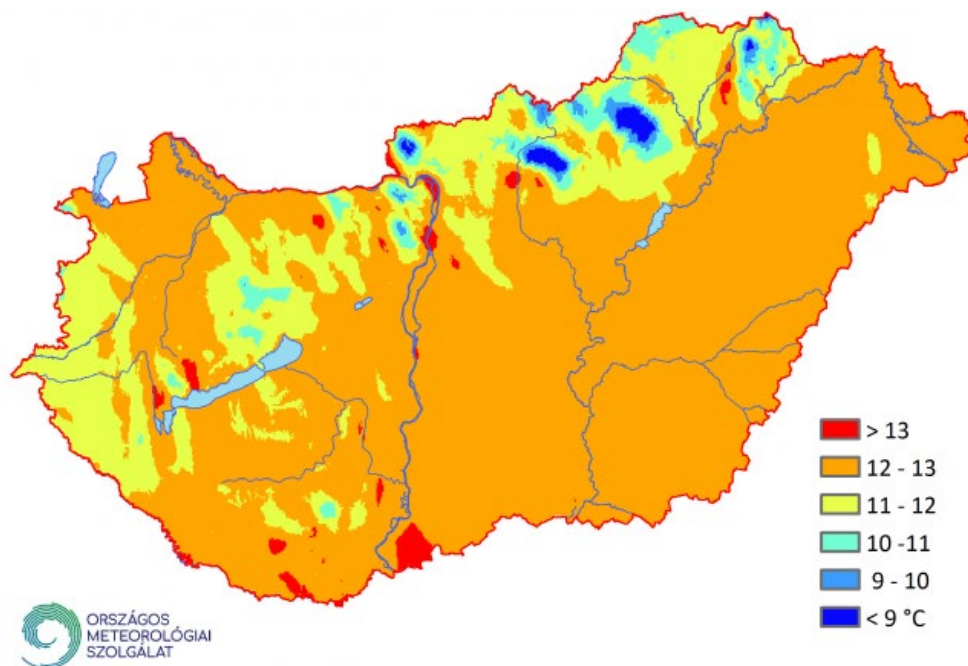 > 13
12 - 13
11 - 12
10 -11
9 - 10
< 9 °C
ORSZÁGOS
METEOROLÓGIAI
SZOLGÁLAT